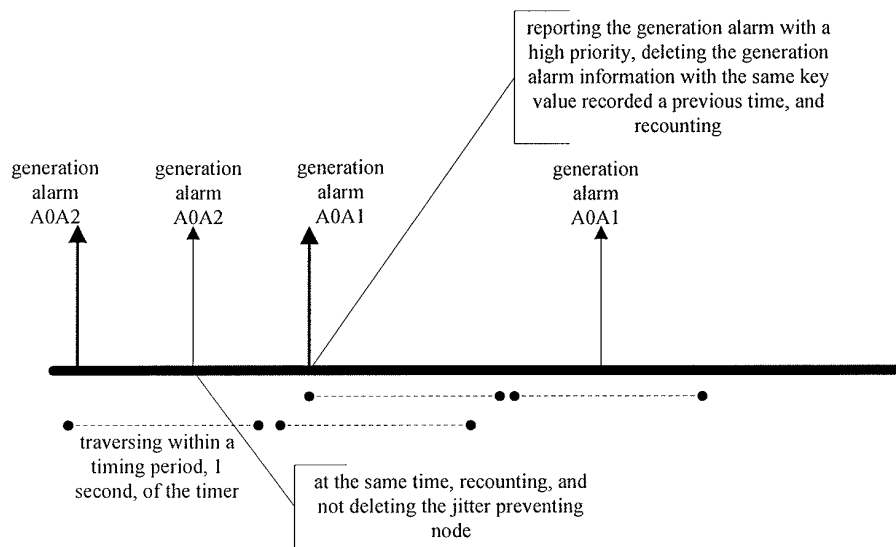 reporting the generation alarm with a
high priority, deleting the generation
alarm information with the same key
value recorded a previous time, and
recounting
generation
alarm
A0A2
generation
alarm
A0A2
generation
alarm
A0A1
generation
alarm
A0A1
traversing within a
timing period, 1
second, of the timer
at the same time, recounting, and
not deleting the jitter preventing
node